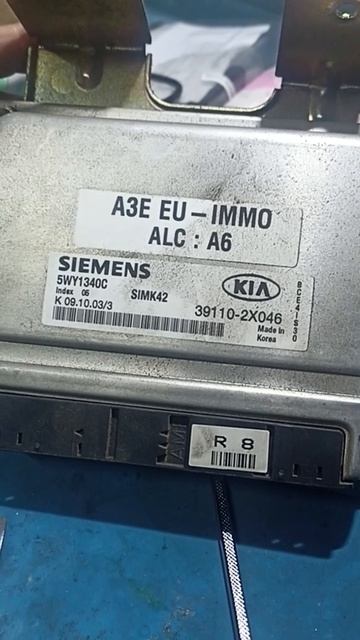 A3E EU-IMMO
ALC : A6
SIEMENS
5WY1340C
Index 06
SIMK42
K 09.10.03/3
KIA
39110-2X046
Made in
Korea
BCE4IS30
R 8